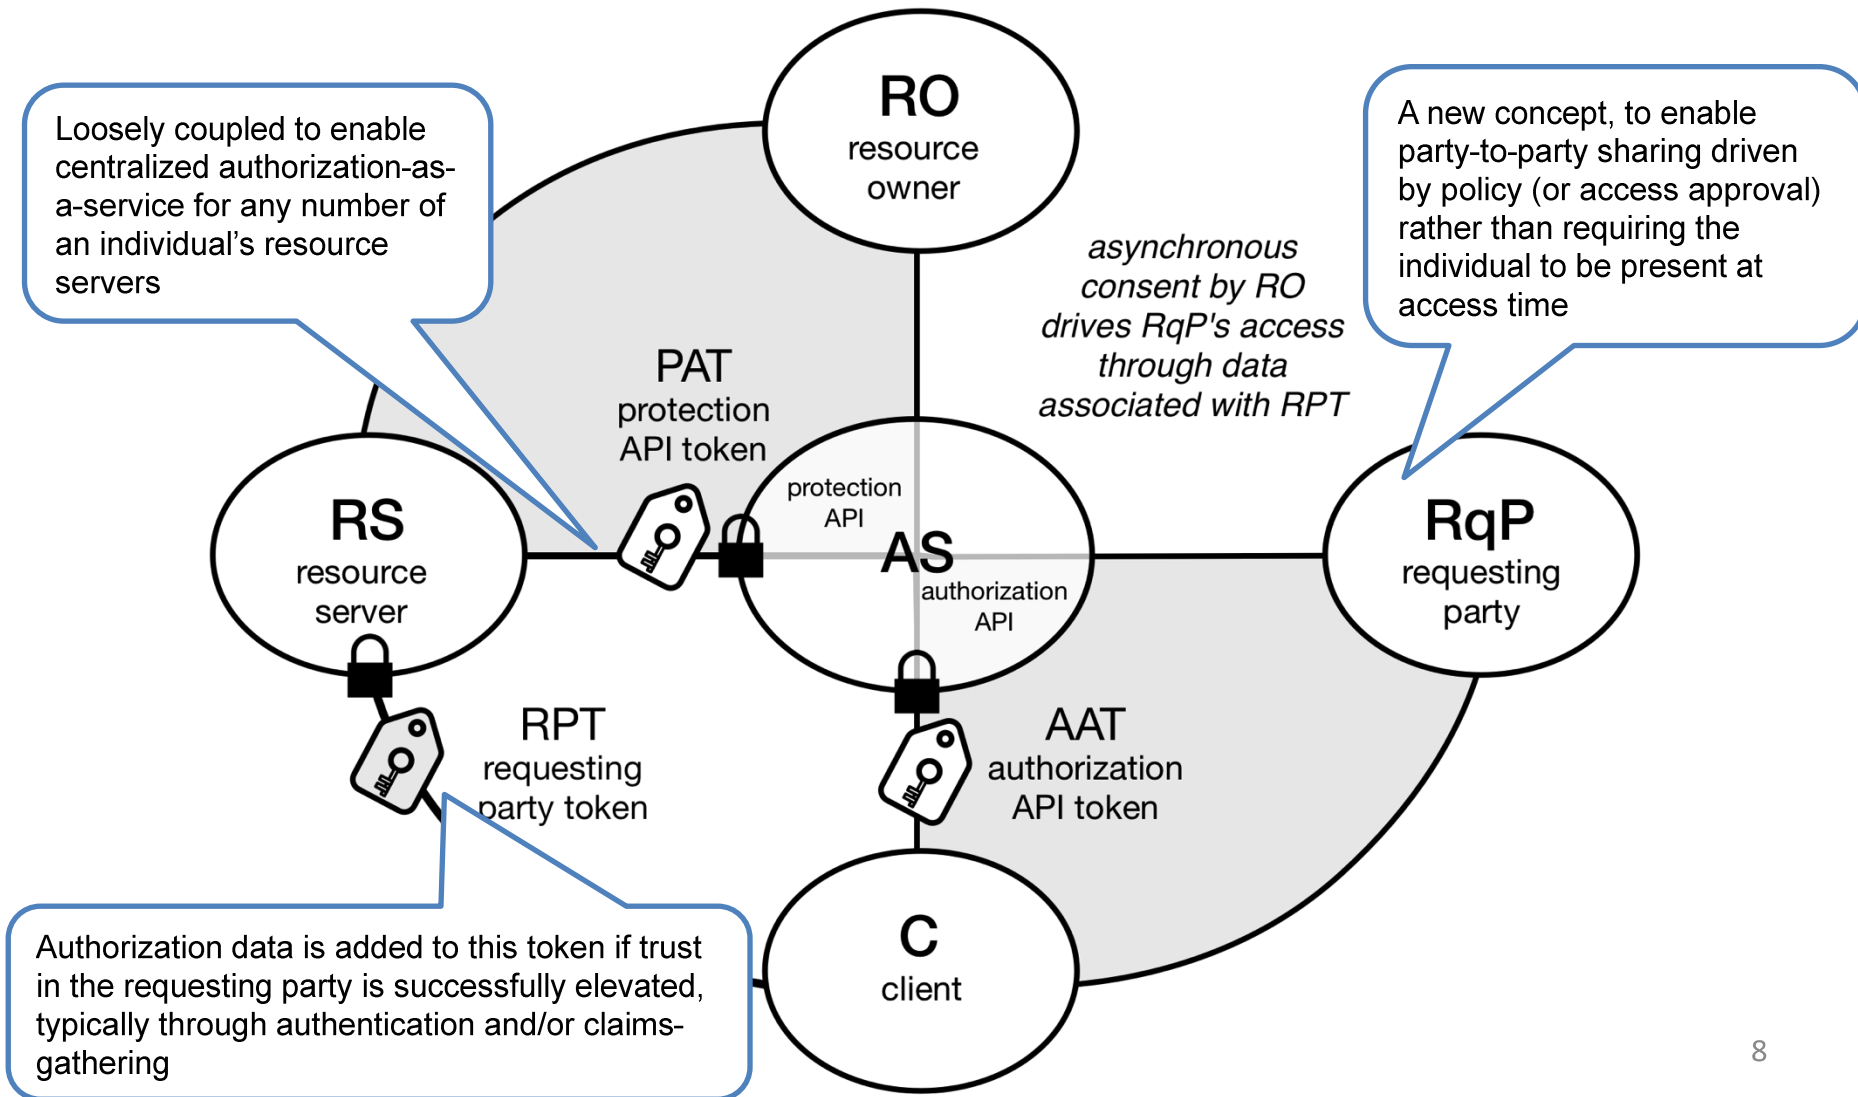 RO
resource
owner
Loosely coupled to enable
centralized authorization-as-
a-service for any number of
an individual’s resource
servers
A new concept, to enable
party-to-party sharing driven
by policy (or access approval)
rather than requiring the
individual to be present at
access time
asynchronous
consent by RO
drives RqP's access
through data
associated with RPT
PAT
protection
API token
protection
API
AS
authorization
API
RS
resource
server
RqP
requesting
party
RPT
requesting
party token
AAT
authorization
API token
C
client
Authorization data is added to this token if trust
in the requesting party is successfully elevated,
typically through authentication and/or claims-
gathering
8